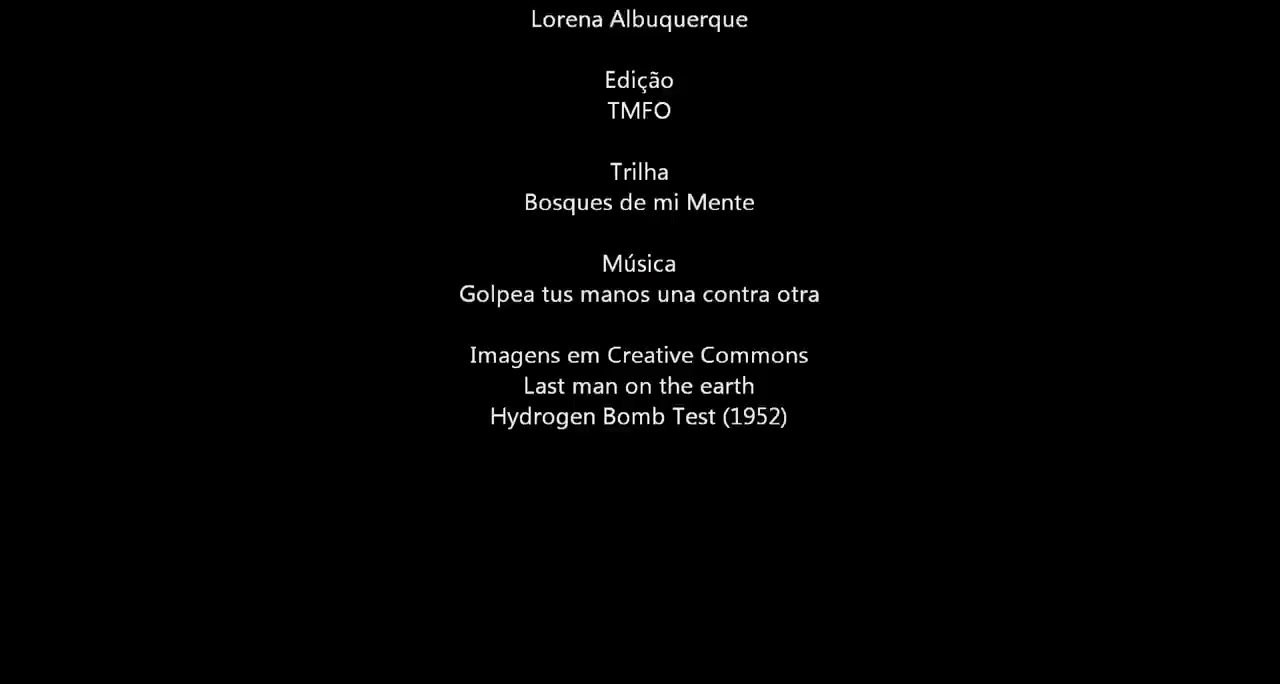 Lorena Albuquerque
Edição
TMFO
Trilha
Bosques de mi Mente
Música
Golpea tus manos una contra otra
Imagens em Creative Commons
Last man on the earth
Hydrogen Bomb Test (1952)